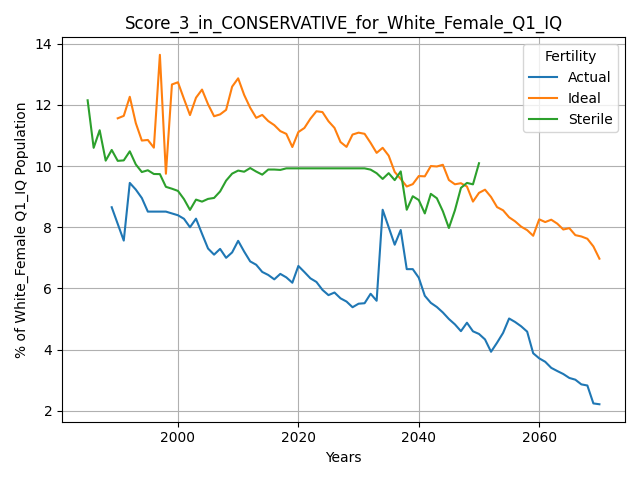 Score_3_in_CONSERVATIVE_for_White_Female_Q1_IQ
% of White_Female Q1_IQ Population
14
12
10
8
6
4
2
Fertility
Actual
Ideal
Sterile
2000
2020
2040
2060
Years